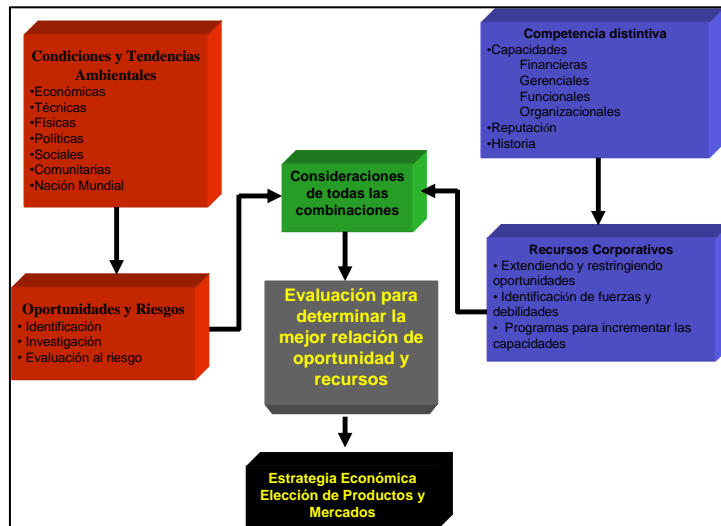 Condiciones y Tendencias
Ambientales
•Económicas
•Técnicas
•Físicas
•Políticas
•Sociales
•Comunitarias
•Nación Mundial
Oportunidades y Riesgos
• Identificación
• Investigación
• Evaluación al riesgo
Consideraciones
de todas las
combinaciones
Evaluación para
determinar la
mejor relación de
oportunidad y
recursos
Estrategia Económica
Elección de Productos y
Mercados
Competencia distintiva
•Capacidades
Financieras
Gerenciales
Funcionales
Organizacionales
•Reputación
•Historia
Recursos Corporativos
• Extendiendo y restringiendo
oportunidades
• Identificación de fuerzas y
debilidades
• Programas para incrementar las
capacidades